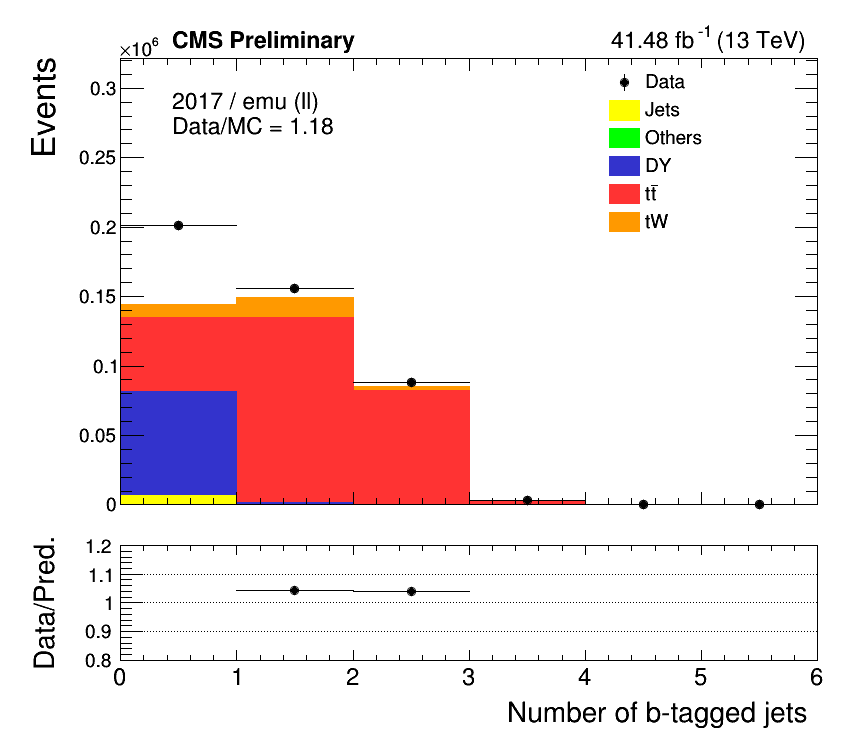 ×10⁶ CMS Preliminary 41.48 fb⁻¹ (13 TeV)
Events
2017 / emu (ll)
Data/MC = 1.18
Data
Jets
Others
DY
tt̄
tW
0.3
0.25
0.2
0.15
0.1
0.05
0
Data/Pred.
1.2
1.1
1
0.9
0.8
0 1 2 3 4 5 6
Number of b-tagged jets